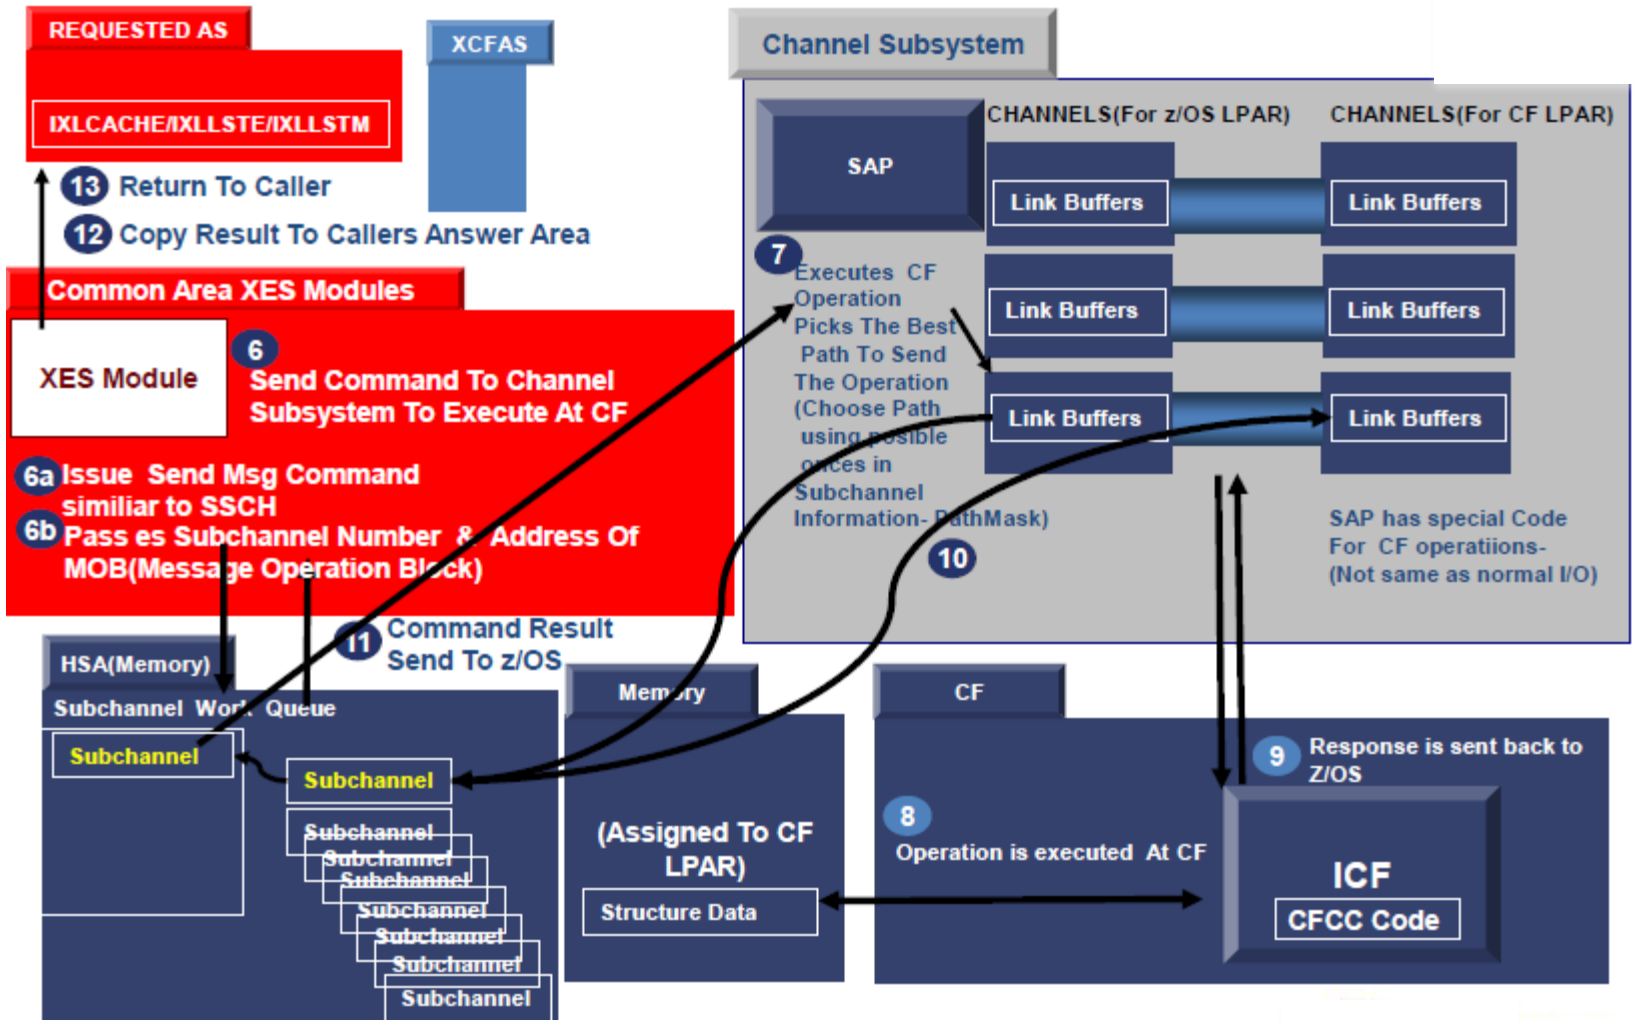 REQUESTED AS
XCFAS
IXLCACHE/IXLLSTE/IXLLSTM
13 Return To Caller
12 Copy Result To Callers Answer Area
Common Area XES Modules
XES Module
6
Send Command To Channel
Subsystem To Execute At CF
6a Issue Send Msg Command
similiar to SSCH
6b Pass es Subchannel Number & Address Of
MOB(Message Operation Block)
Channel Subsystem
SAP
CHANNELS(For z/OS LPAR)
CHANNELS(For CF LPAR)
Link Buffers
Link Buffers
Link Buffers
Link Buffers
Link Buffers
Link Buffers
7
Executes CF
Operation
Picks The Best
Path To Send
The Operation
(Choose Path
using posible
onces in
Subchannel
Information- PathMask)
10
SAP has special Code
For CF operatiions-
(Not same as normal I/O)
11 Command Result
Send To z/OS
HSA(Memory)
Subchannel Work Queue
Subchannel
Subchannel
Subchannel
Subchannel
Subchannel
Subchannel
Subchannel
Subchannel
Subchannel
Memory
(Assigned To CF
LPAR)
Structure Data
CF
8
Operation is executed At CF
9 Response is sent back to
Z/OS
ICF
CFCC Code